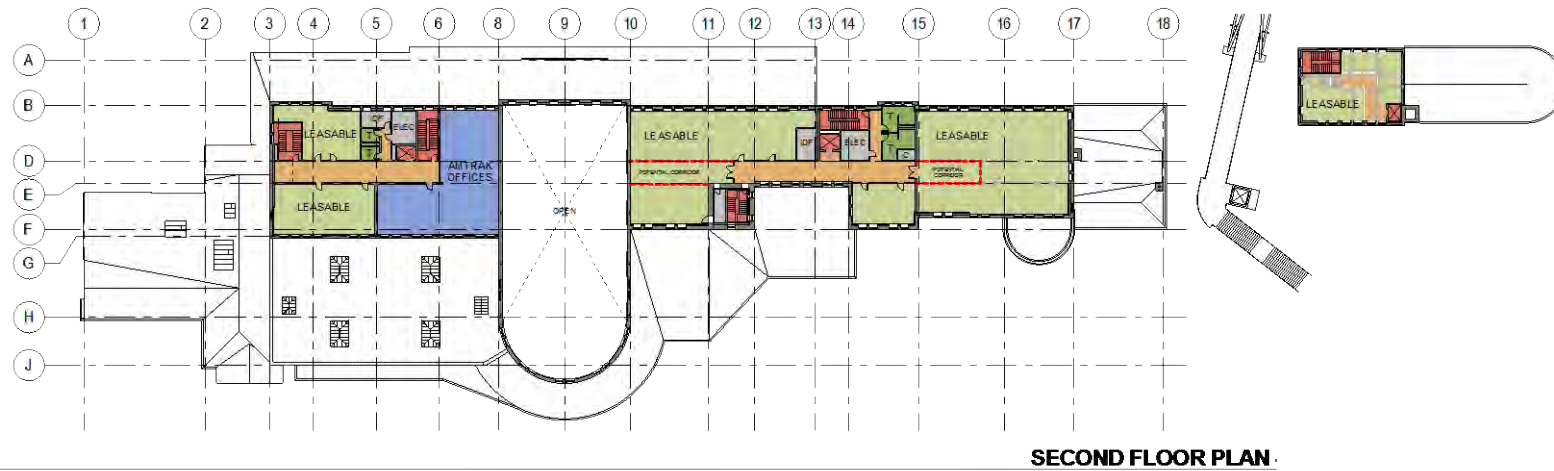 1 2 3 4 5 6 8 9 10 11 12 13 14 15 16 17 18
A
B
D
E
F
G
H
J
LEASABLE
ELEC
T
T
AMTRAK
OFFICES
LEASABLE
OPEN
LEASABLE
ELEC
T
T
C
LEASABLE
POTENTIAL CORRIDOR
POTENTIAL
CORRIDOR
LEASABLE
SECOND FLOOR PLAN